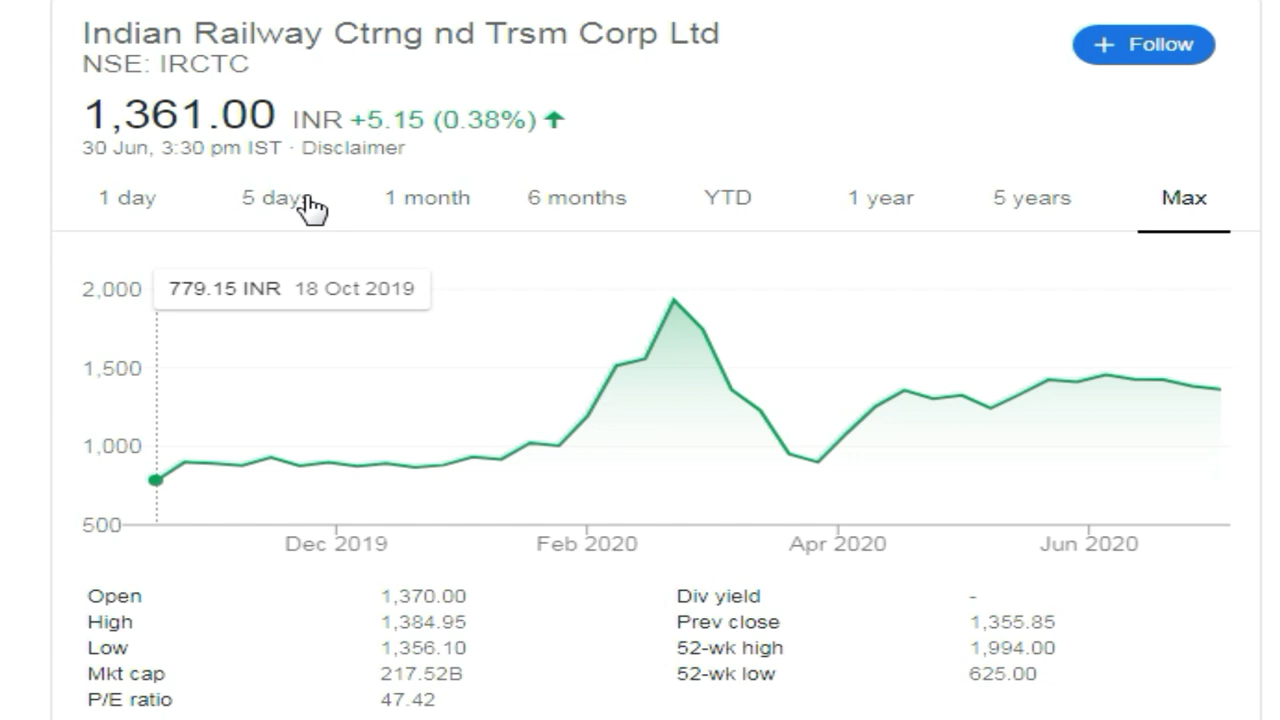 Indian Railway Ctrng nd Trsm Corp Ltd
NSE: IRCTC
+ Follow
1,361.00 INR +5.15 (0.38%) ↑
30 Jun, 3:30 pm IST · Disclaimer
1 day 5 days 1 month 6 months YTD 1 year 5 years Max
779.15 INR 18 Oct 2019
2,000
1,500
1,000
500
Dec 2019 Feb 2020 Apr 2020 Jun 2020
Open 1,370.00 Div yield -
High 1,384.95 Prev close 1,355.85
Low 1,356.10 52-wk high 1,994.00
Mkt cap 217.52B 52-wk low 625.00
P/E ratio 47.42